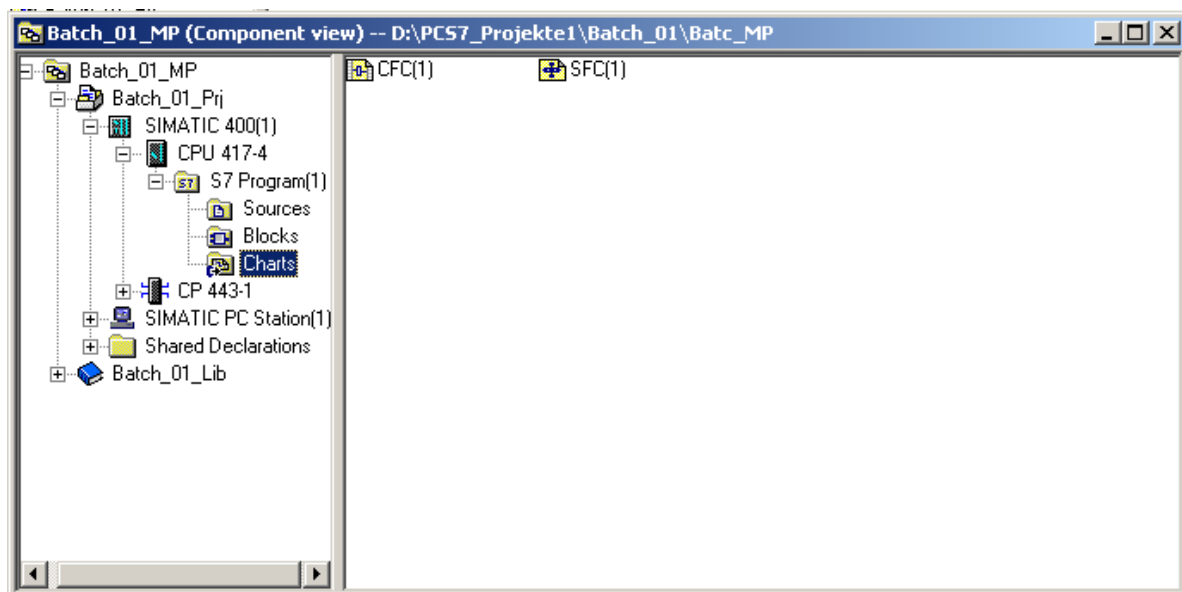 Batch_01_MP (Component view) -- D:\PCS7_Projekte1\Batch_01\Batc_MP
Batch_01_MP
Batch_01_Prj
SIMATIC 400(1)
CPU 417-4
S7 Program(1)
Sources
Blocks
Charts
CP 443-1
SIMATIC PC Station(1)
Shared Declarations
Batch_01_Lib
CFC(1) SFC(1)